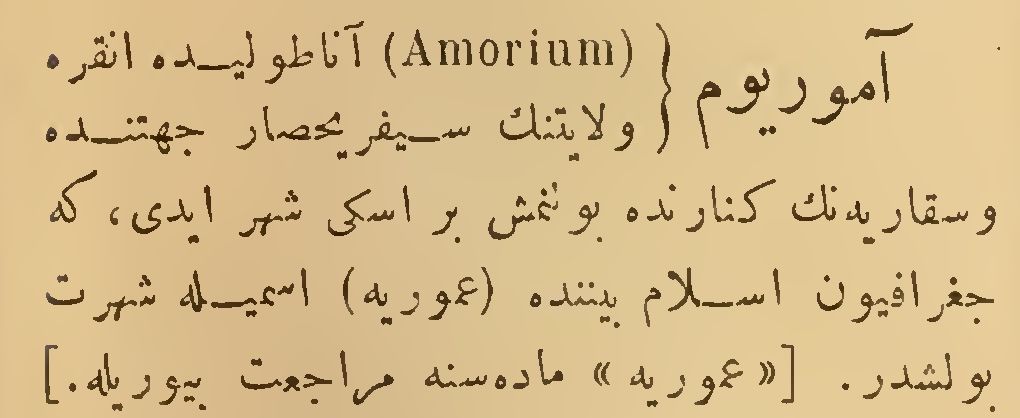 آموریوم { (Amorium) آناطولیده انقره
ولایتنك سیفریحصار جهتنده
وسقاریه‌نك كنارنده بولنمش بر اسكی شهر ایدی، كه
جغرافیون اسلام بیننده (عموریه) اسمیله شهرت
بولشدر. [«عموریه» ماده‌سنه مراجعت بیوریله.]